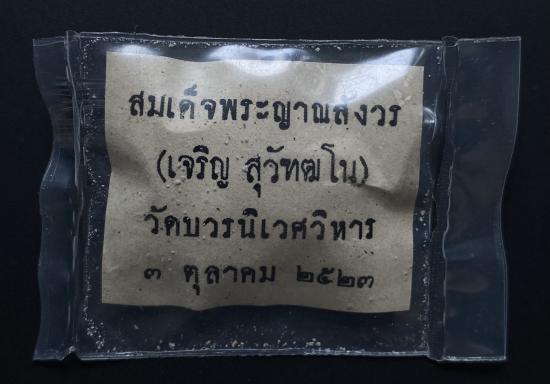 สมเด็จพระญาณสังวร
(เจริญ สุวัฑฒโน)
วัดบวรนิเวศวิหาร
๓ ตุลาคม ๒๕๒๓